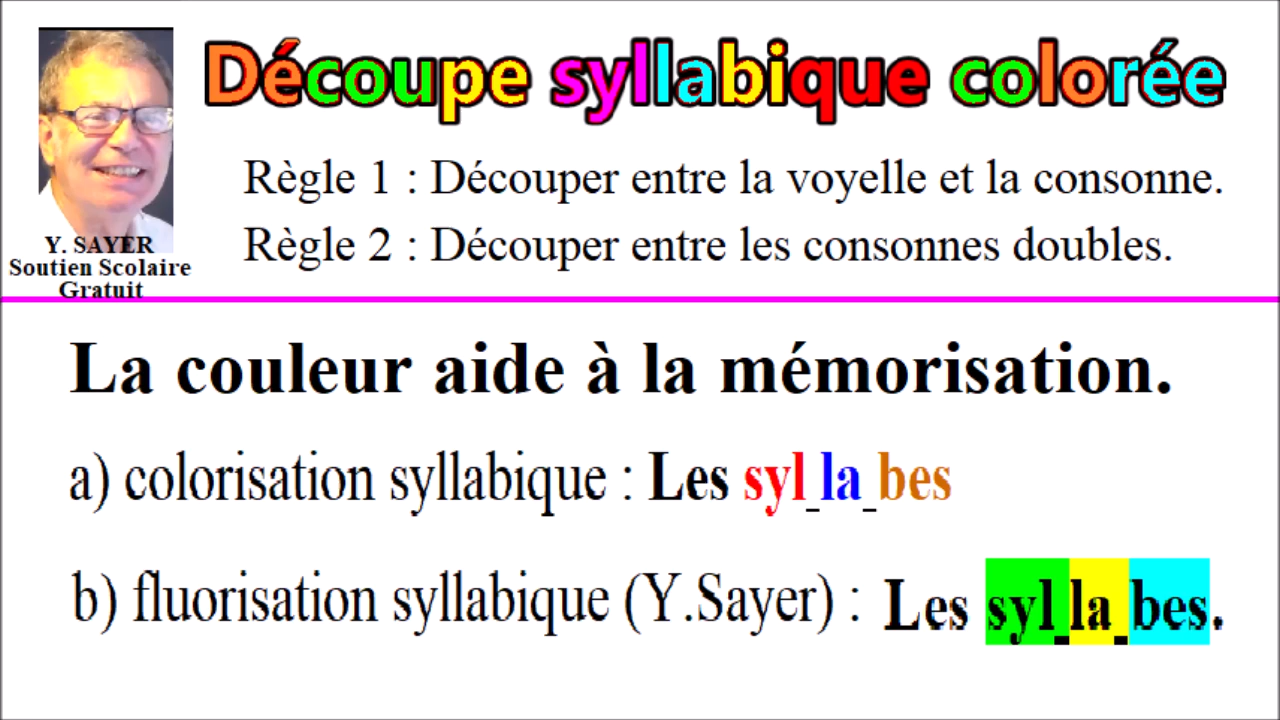 Découpe syllabique colorée
Règle 1 : Découper entre la voyelle et la consonne.
Règle 2 : Découper entre les consonnes doubles.
Y. SAYER
Soutien Scolaire
Gratuit
La couleur aide à la mémorisation.
a) colorisation syllabique : Les syl_la_bes
b) fluorisation syllabique (Y.Sayer) : Les syl_la_bes.